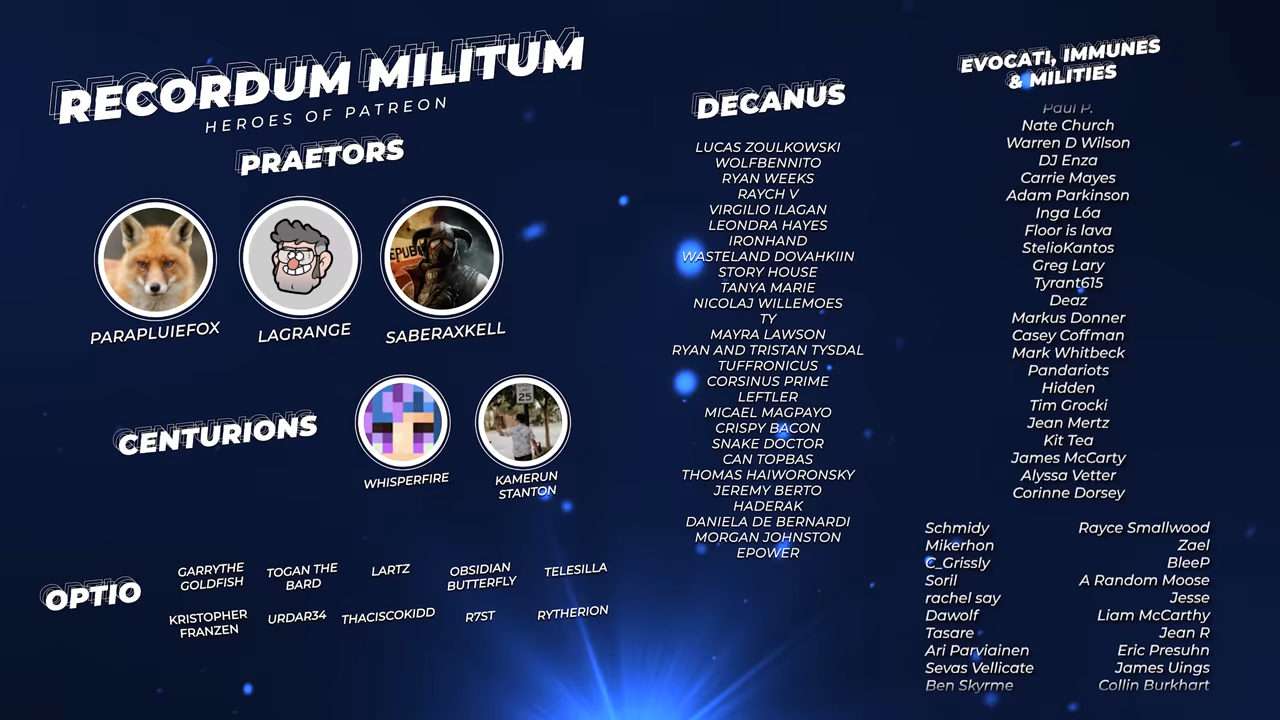 RECORDUM MILITUM
HEROES OF PATREON
PRAETORS
PARAPLUIEFOX
LAGRANGE
SABERAXKELL
CENTURIONS
WHISPERFIRE
KAMERUN
STANTON
OPTIO
GARRYTHE
GOLDFISH
TOGAN THE
BARD
LARTZ
OBSIDIAN
BUTTERFLY
TELESILLA
KRISTOPHER
FRANZEN
URDAR34
THACISCOKIDD
R7ST
RYTHERION
DECANUS
LUCAS ZOULKOWSKI
WOLFBENNITO
RYAN WEEKS
RAYCH V
VIRGILIO ILAGAN
LEONDRA HAYES
IRONHAND
WASTELAND DOVAHKIIN
STORY HOUSE
TANYA MARIE
NICOLAJ WILLEMOES
TY
MAYRA LAWSON
RYAN AND TRISTAN TYSDAL
TUFFRONICUS
CORSINUS PRIME
LEFTLER
MICAEL MAGPAYO
CRISPY BACON
SNAKE DOCTOR
CAN TOPBAS
THOMAS HAIWORONSKY
JEREMY BERTO
HADERAK
DANIELA DE BERNARDI
MORGAN JOHNSTON
EPOWER
EVOCATI, IMMUNES
& MILITIES
Paul P.
Nate Church
Warren D Wilson
DJ Enza
Carrie Mayes
Adam Parkinson
Inga Lóa
Floor is lava
StelioKantos
Greg Lary
Tyrant615
Deaz
Markus Donner
Casey Coffman
Mark Whitbeck
Pandariots
Hidden
Tim Grocki
Jean Mertz
Kit Tea
James McCarty
Alyssa Vetter
Corinne Dorsey
Schmidy
Mikerhon
C_Grissly
Soril
rachel say
Dawolf
Tasare
Ari Parviainen
Sevas Vellicate
Ben Skyrme
Rayce Smallwood
Zael
BleeP
A Random Moose
Jesse
Liam McCarthy
Jean R
Eric Presuhn
James Uings
Collin Burkhart